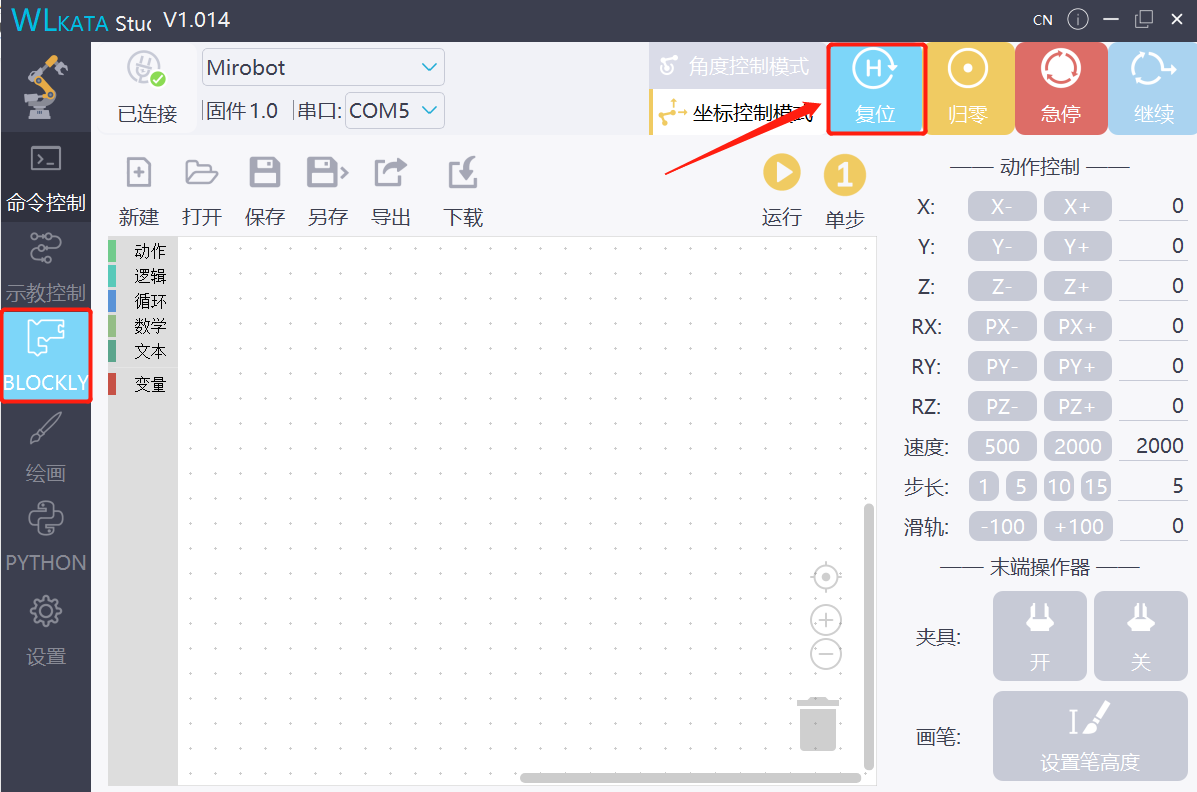 WLKATA Stuc V1.014
CN
命令控制
示教控制
BLOCKLY
绘画
PYTHON
设置
已连接
Mirobot
固件 1.0
串口:
COM5
角度控制模式
坐标控制模式
H
复位
归零
急停
继续
新建
打开
保存
另存
导出
下载
运行
1
单步
动作
逻辑
循环
数学
文本
变量
动作控制
X: X- X+ 0
Y: Y- Y+ 0
Z: Z- Z+ 0
RX: PX- PX+ 0
RY: PY- PY+ 0
RZ: PZ- PZ+ 0
速度: 500 2000 2000
步长: 1 5 10 15 5
滑轨: -100 +100 0
末端操作器
夹具:
开
关
画笔:
设置笔高度